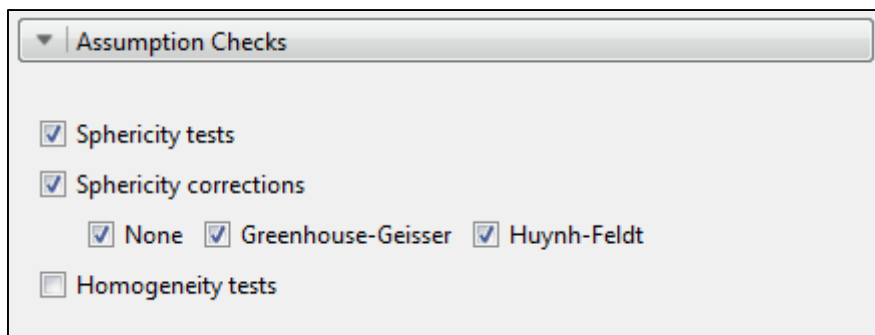 Assumption Checks
Sphericity tests
Sphericity corrections
None Greenhouse-Geisser Huynh-Feldt
Homogeneity tests